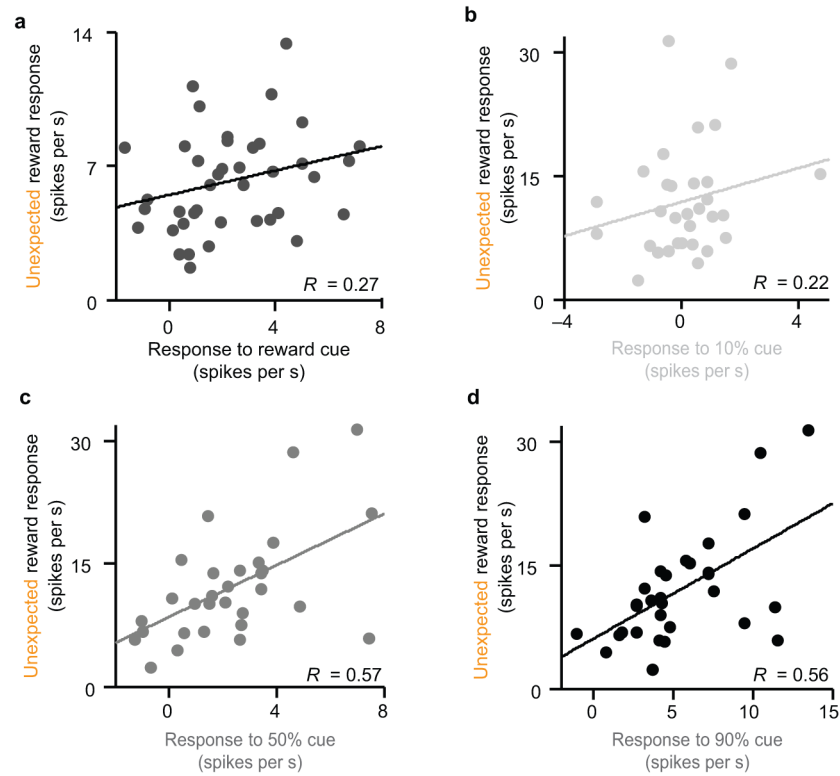 a
14
7
0
Unexpected reward response
(spikes per s)
R = 0.27
0
4
8
Response to reward cue
(spikes per s)
b
30
15
0
Unexpected reward response
(spikes per s)
R = 0.22
–4
0
4
Response to 10% cue
(spikes per s)
c
30
15
0
Unexpected reward response
(spikes per s)
R = 0.57
0
4
8
Response to 50% cue
(spikes per s)
d
30
15
0
Unexpected reward response
(spikes per s)
R = 0.56
0
5
10
15
Response to 90% cue
(spikes per s)